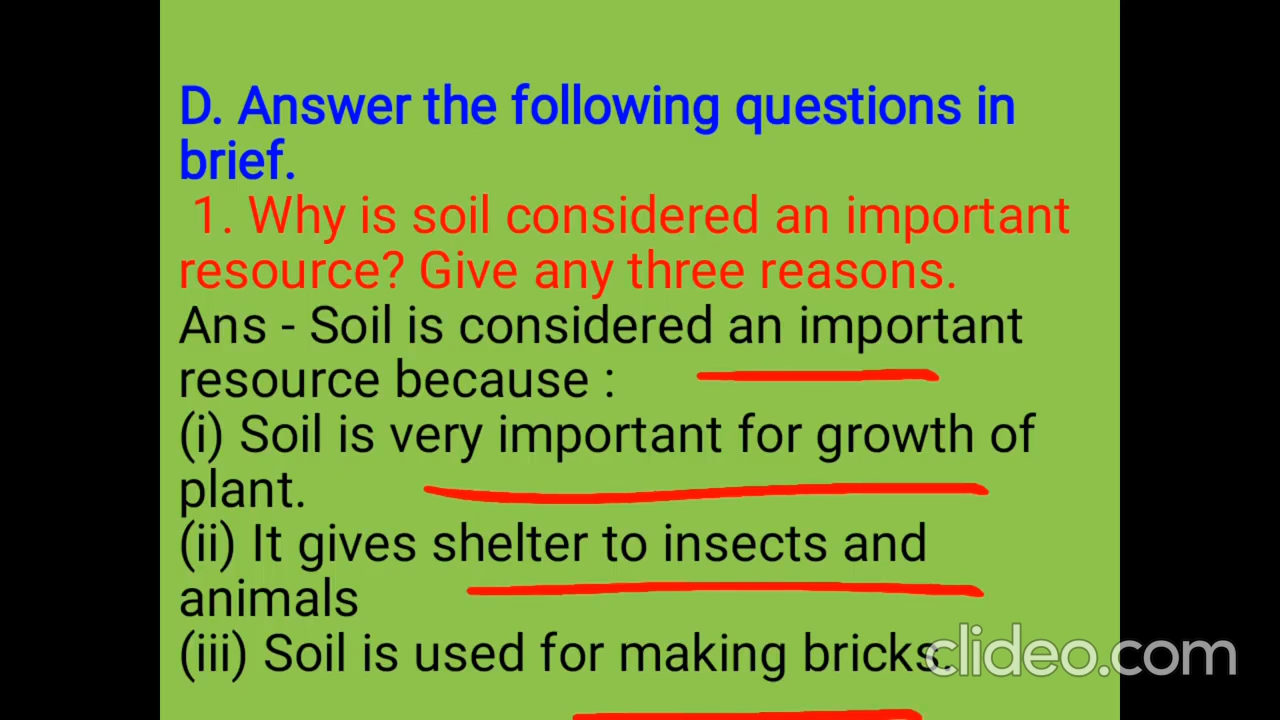 D. Answer the following questions in
brief.
1. Why is soil considered an important
resource? Give any three reasons.
Ans - Soil is considered an important
resource because :
(i) Soil is very important for growth of
plant.
(ii) It gives shelter to insects and
animals
(iii) Soil is used for making bricks.
clideo.com